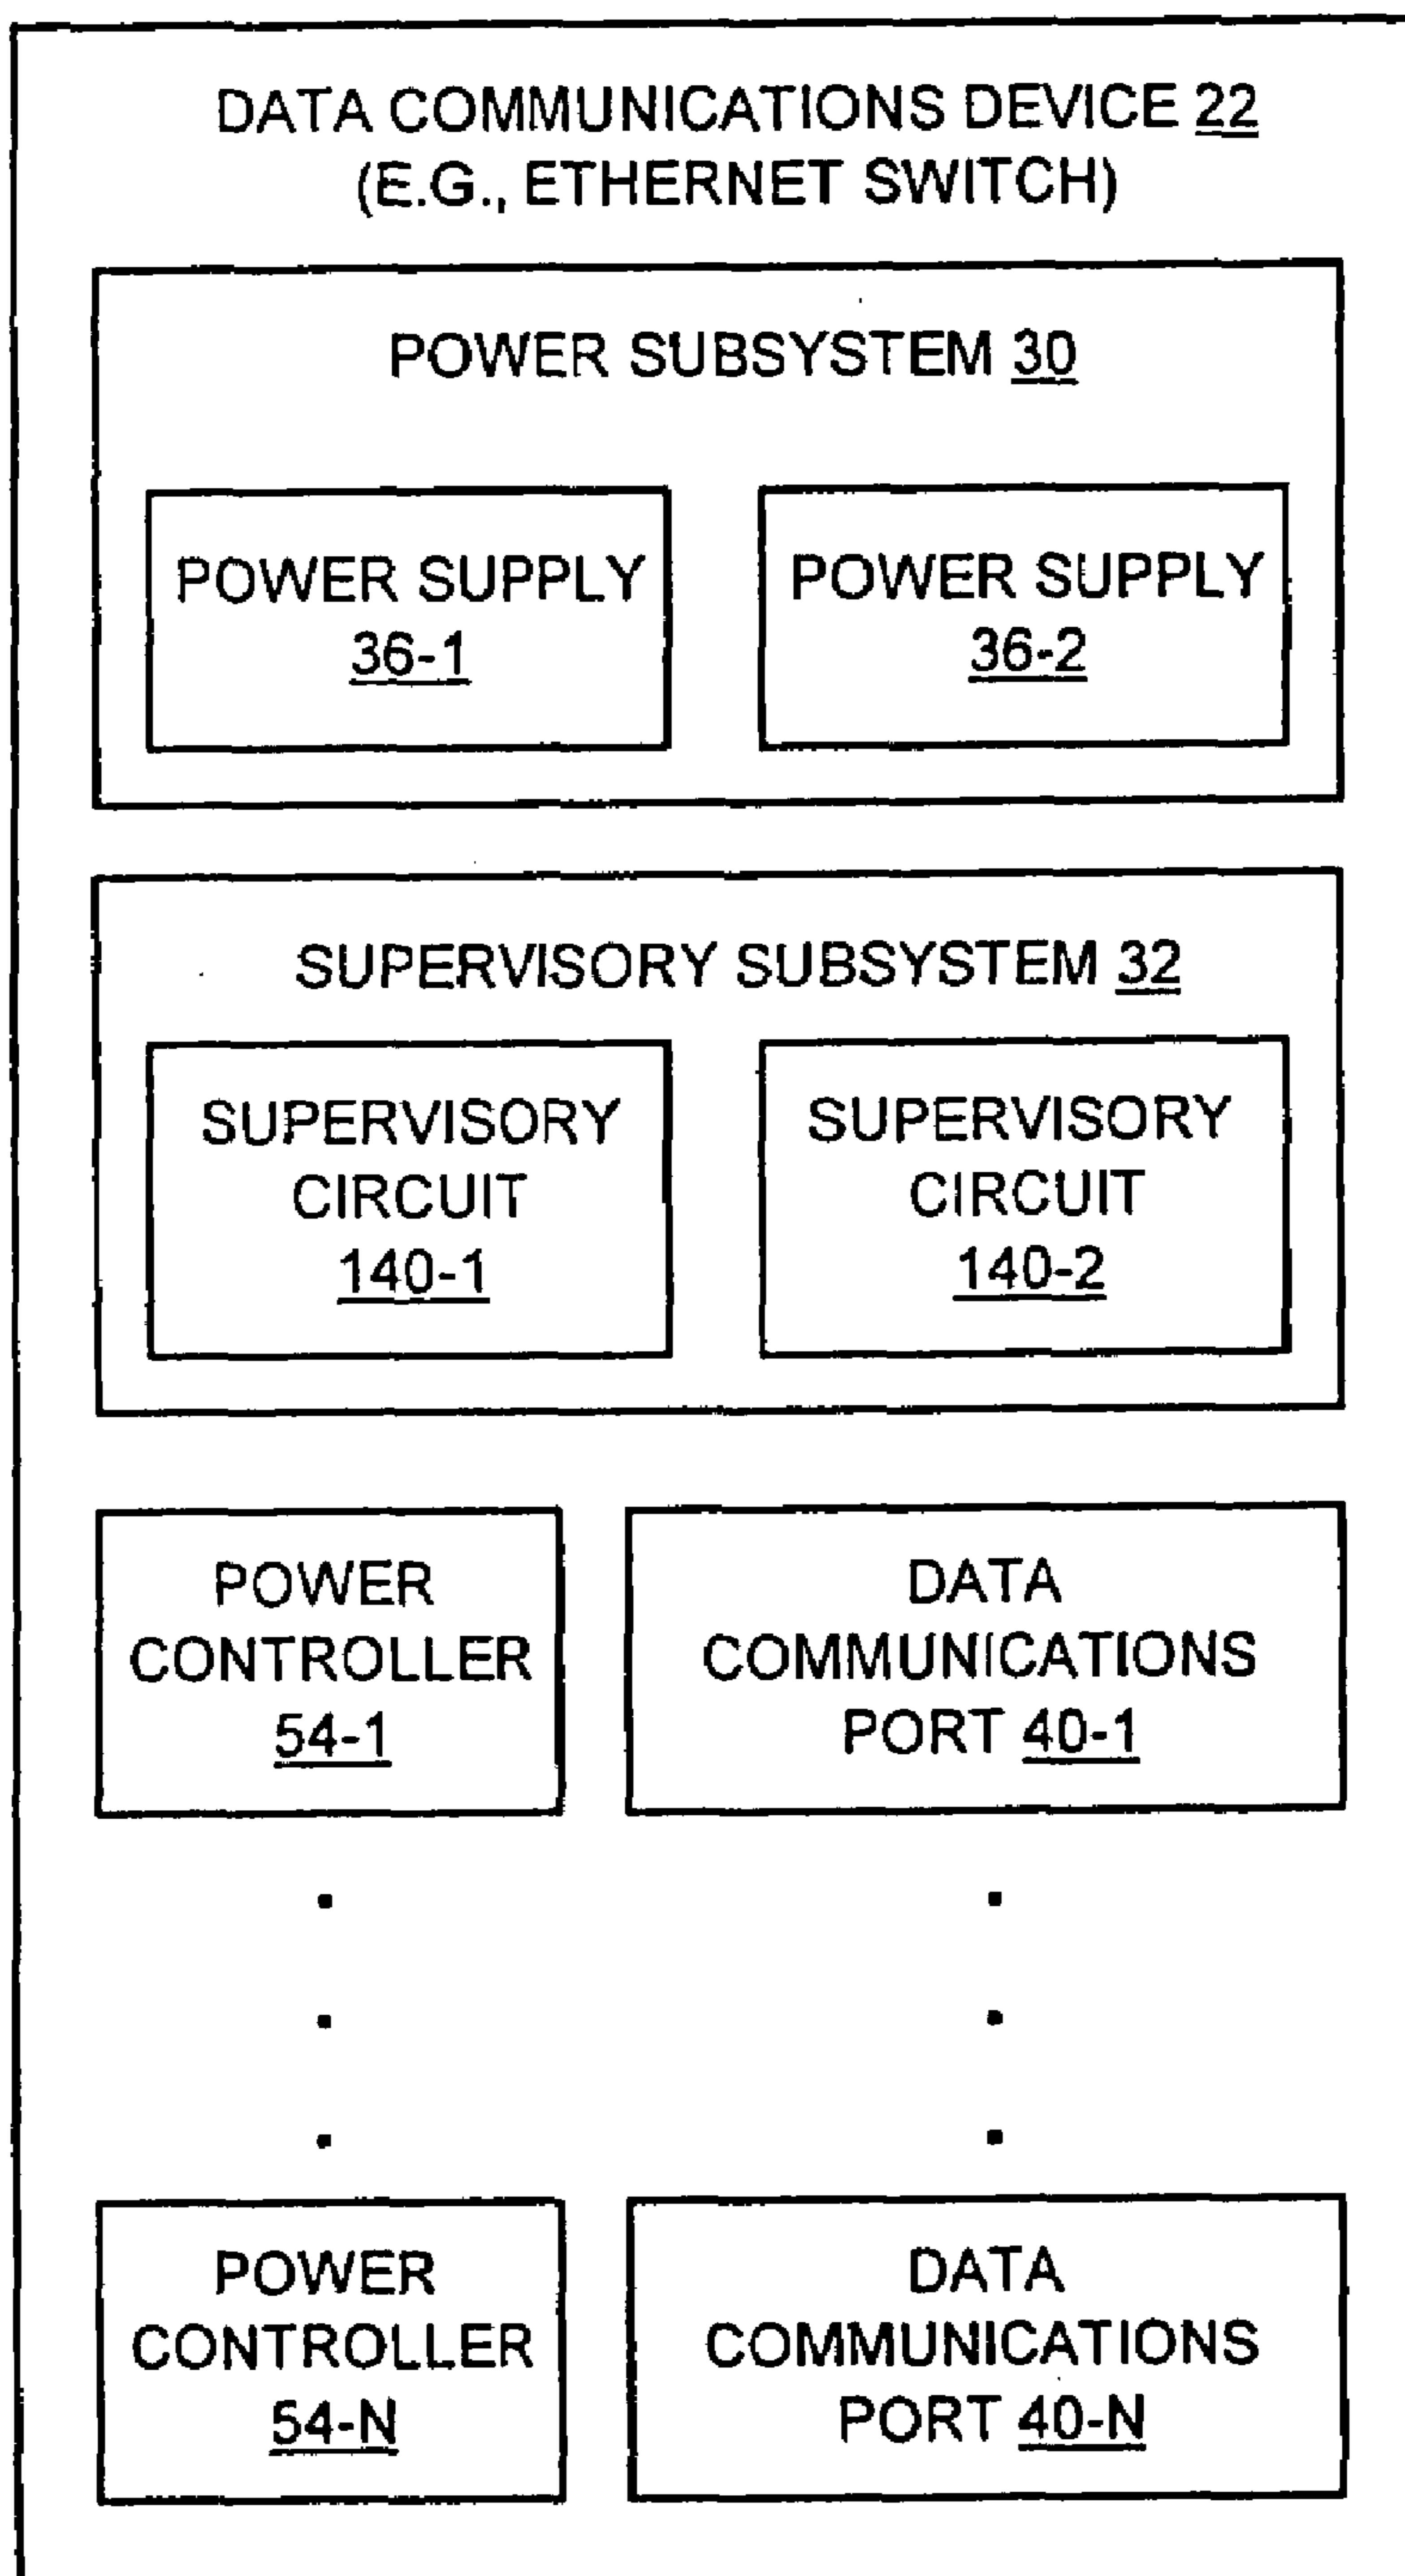 DATA COMMUNICATIONS DEVICE 22
(E.G., ETHERNET SWITCH)
POWER SUBSYSTEM 30
POWER SUPPLY
36-1
POWER SUPPLY
36-2
SUPERVISORY SUBSYSTEM 32
SUPERVISORY
CIRCUIT
140-1
SUPERVISORY
CIRCUIT
140-2
POWER
CONTROLLER
54-1
DATA
COMMUNICATIONS
PORT 40-1
POWER
CONTROLLER
54-N
DATA
COMMUNICATIONS
PORT 40-N